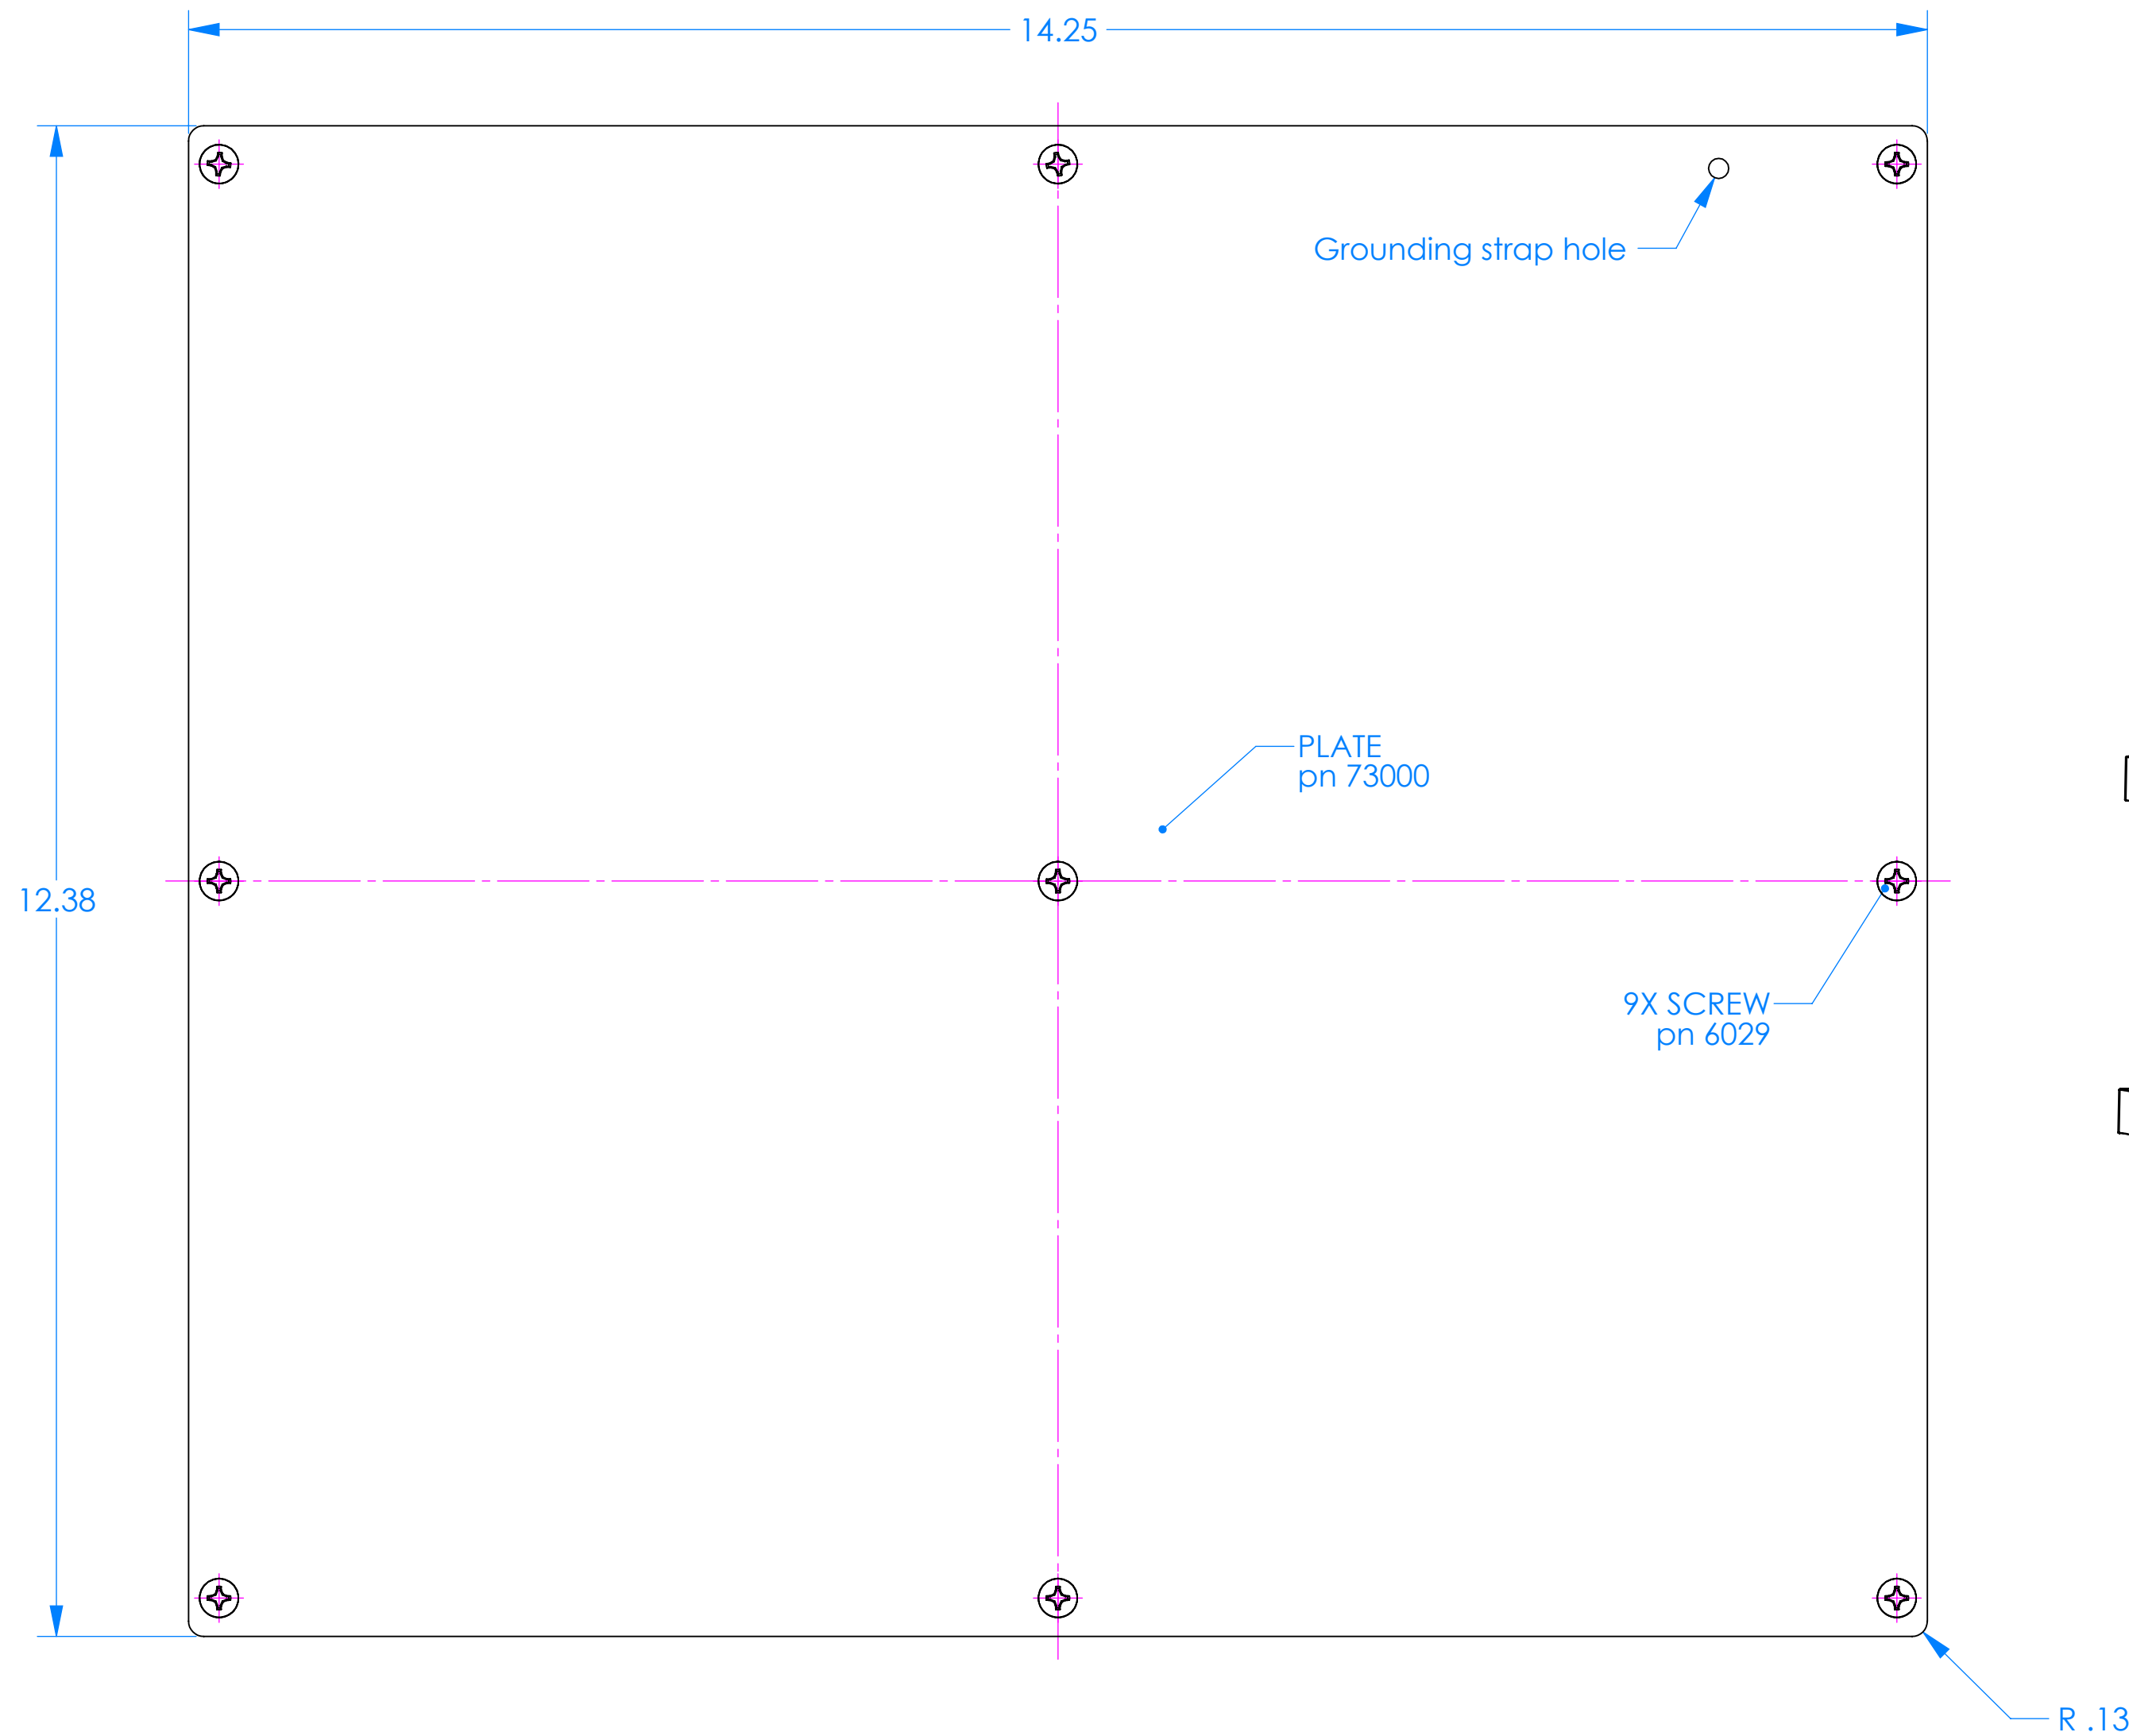 14.25
Grounding strap hole
PLATE
pn 73000
12.38
9X SCREW
pn 6029
R .13